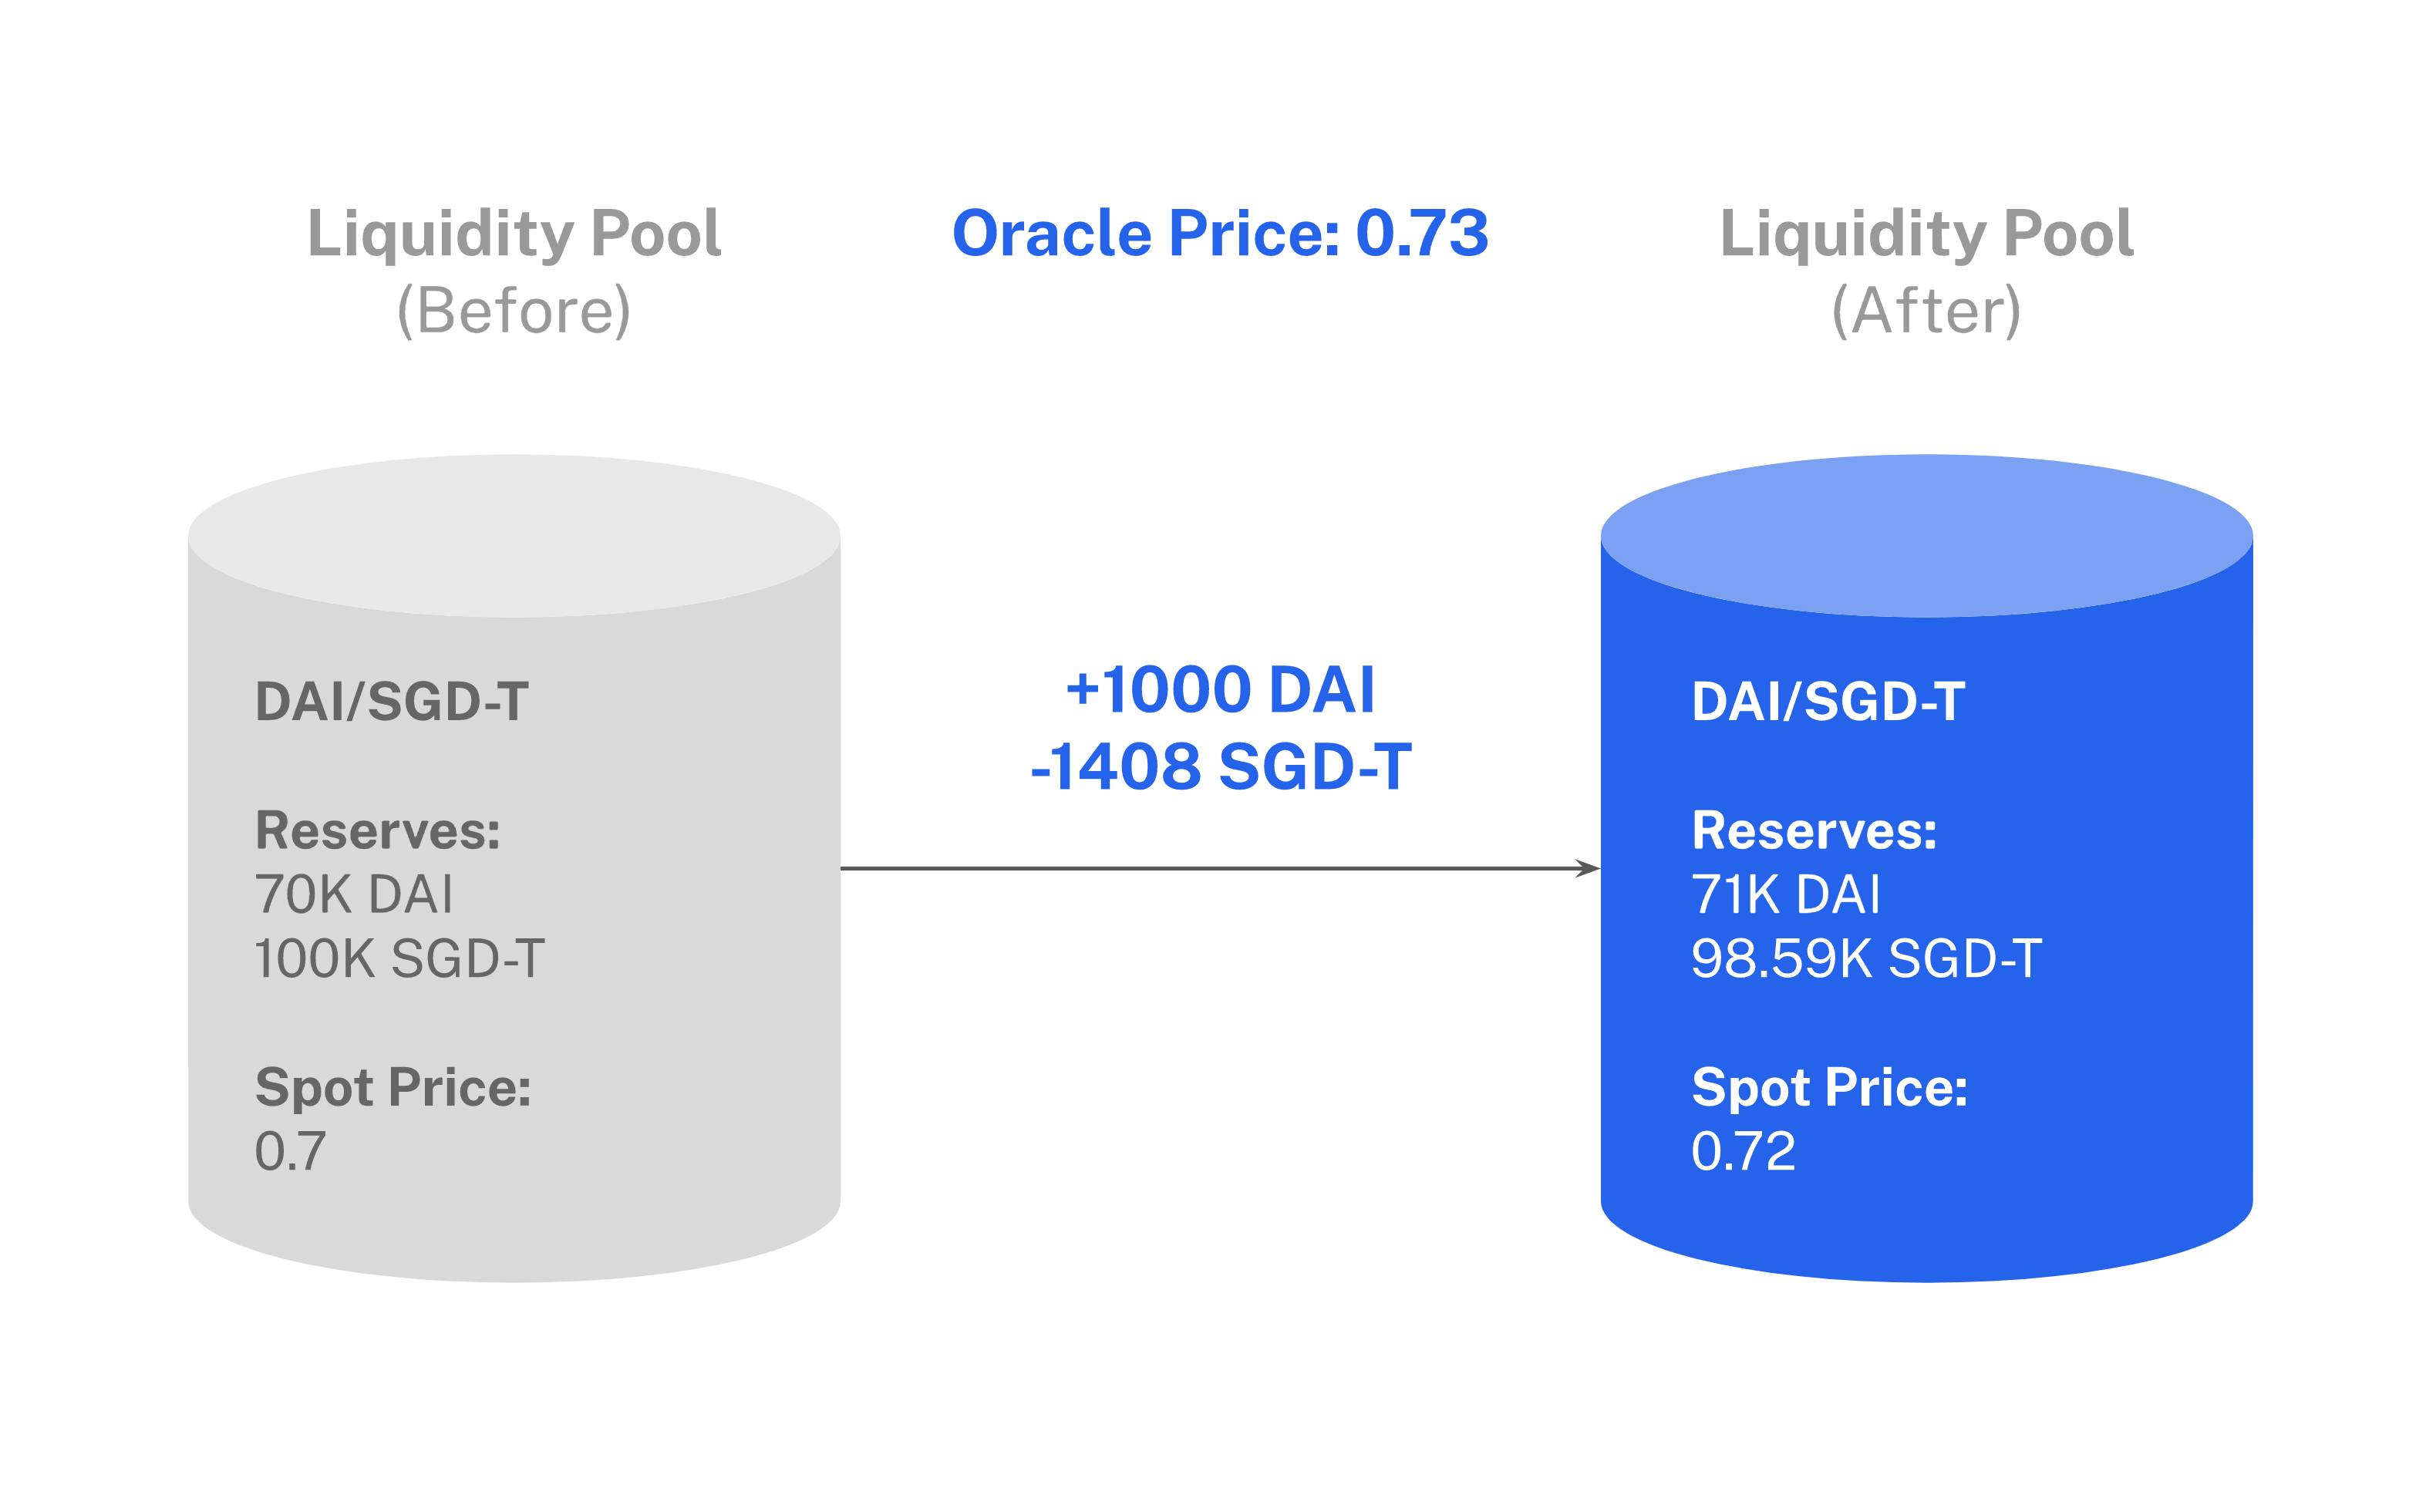 Liquidity Pool
(Before)
DAI/SGD-T
Reserves:
70K DAI
100K SGD-T
Spot Price:
0.7
Oracle Price: 0.73
+1000 DAI
-1408 SGD-T
Liquidity Pool
(After)
DAI/SGD-T
Reserves:
71K DAI
98.59K SGD-T
Spot Price:
0.72